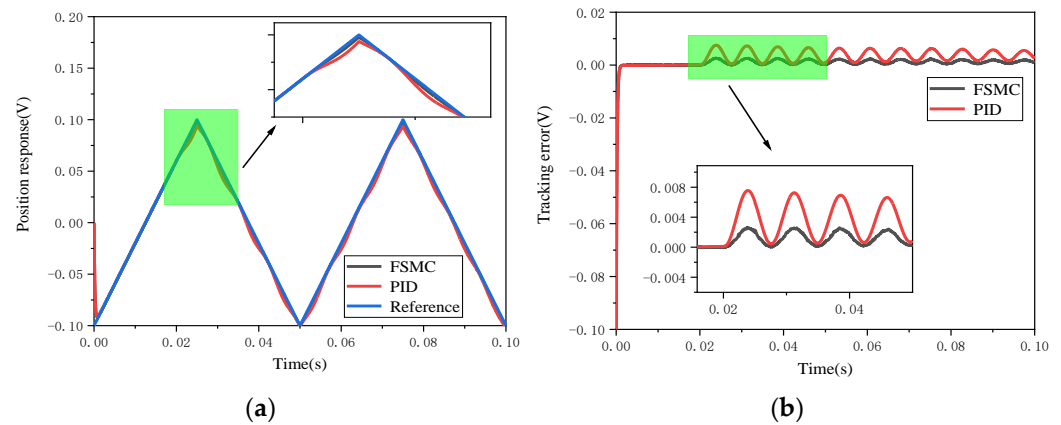 0.20
0.15
0.10
0.05
0.00
-0.05
-0.10
Position response(V)
0.00 0.02 0.04 0.06 0.08 0.10
Time(s)
FSMC
PID
Reference
(a)
0.02
0.00
-0.02
-0.04
-0.06
-0.08
-0.10
Tracking error(V)
FSMC
PID
0.008
0.004
0.000
-0.004
0.02 0.04
0.00 0.02 0.04 0.06 0.08 0.10
Time(s)
(b)